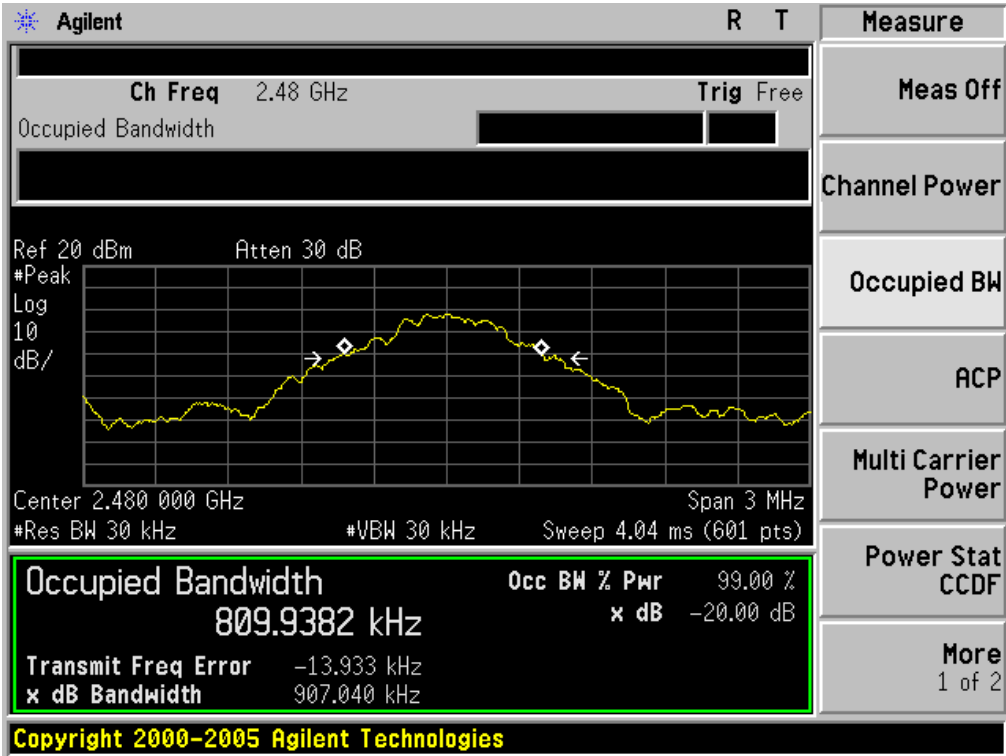 Agilent R T
Measure
Ch Freq 2.48 GHz Trig Free
Occupied Bandwidth
Meas Off
Channel Power
Occupied BW
ACP
Multi Carrier
Power
Power Stat
CCDF
More
1 of 2
Ref 20 dBm Atten 30 dB
#Peak
Log
10
dB/
Center 2.480 000 GHz Span 3 MHz
#Res BW 30 kHz #VBW 30 kHz Sweep 4.04 ms (601 pts)
Occupied Bandwidth
809.9382 kHz
Occ BW % Pwr 99.00 %
x dB -20.00 dB
Transmit Freq Error -13.933 kHz
x dB Bandwidth 907.040 kHz
Copyright 2000-2005 Agilent Technologies